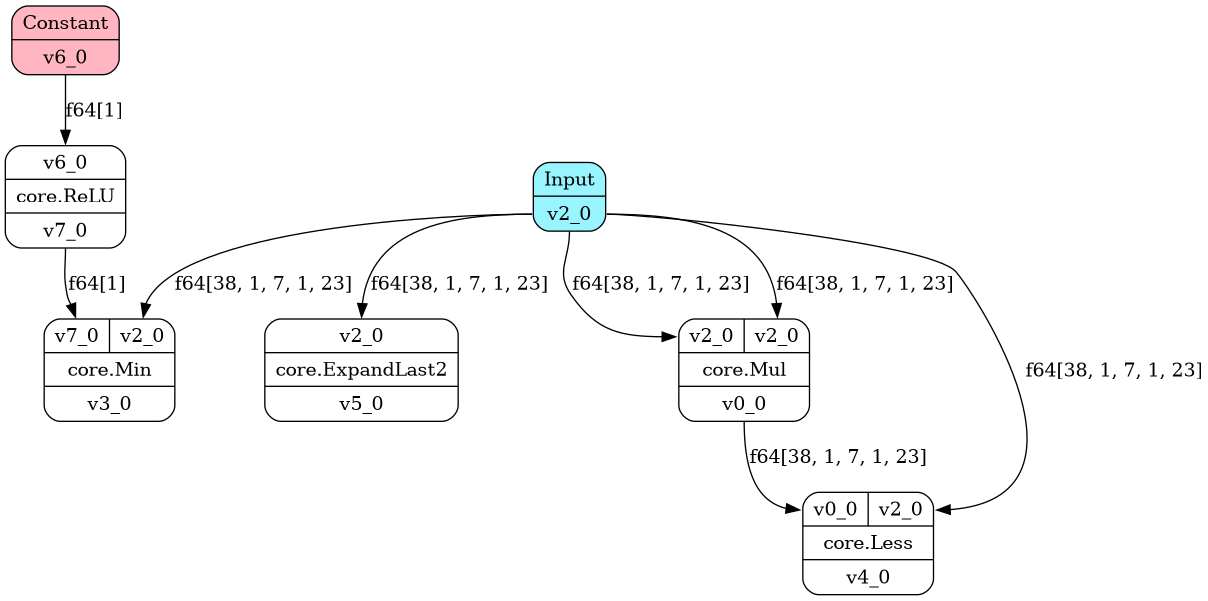 Constant
v6_0
f64[1]
v6_0
core.ReLU
v7_0
Input
v2_0
f64[1]
f64[38, 1, 7, 1, 23]
f64[38, 1, 7, 1, 23]
f64[38, 1, 7, 1, 23]
f64[38, 1, 7, 1, 23]
f64[38, 1, 7, 1, 23]
v7_0 v2_0
core.Min
v3_0
v2_0
core.ExpandLast2
v5_0
v2_0 v2_0
core.Mul
v0_0
f64[38, 1, 7, 1, 23]
v0_0 v2_0
core.Less
v4_0